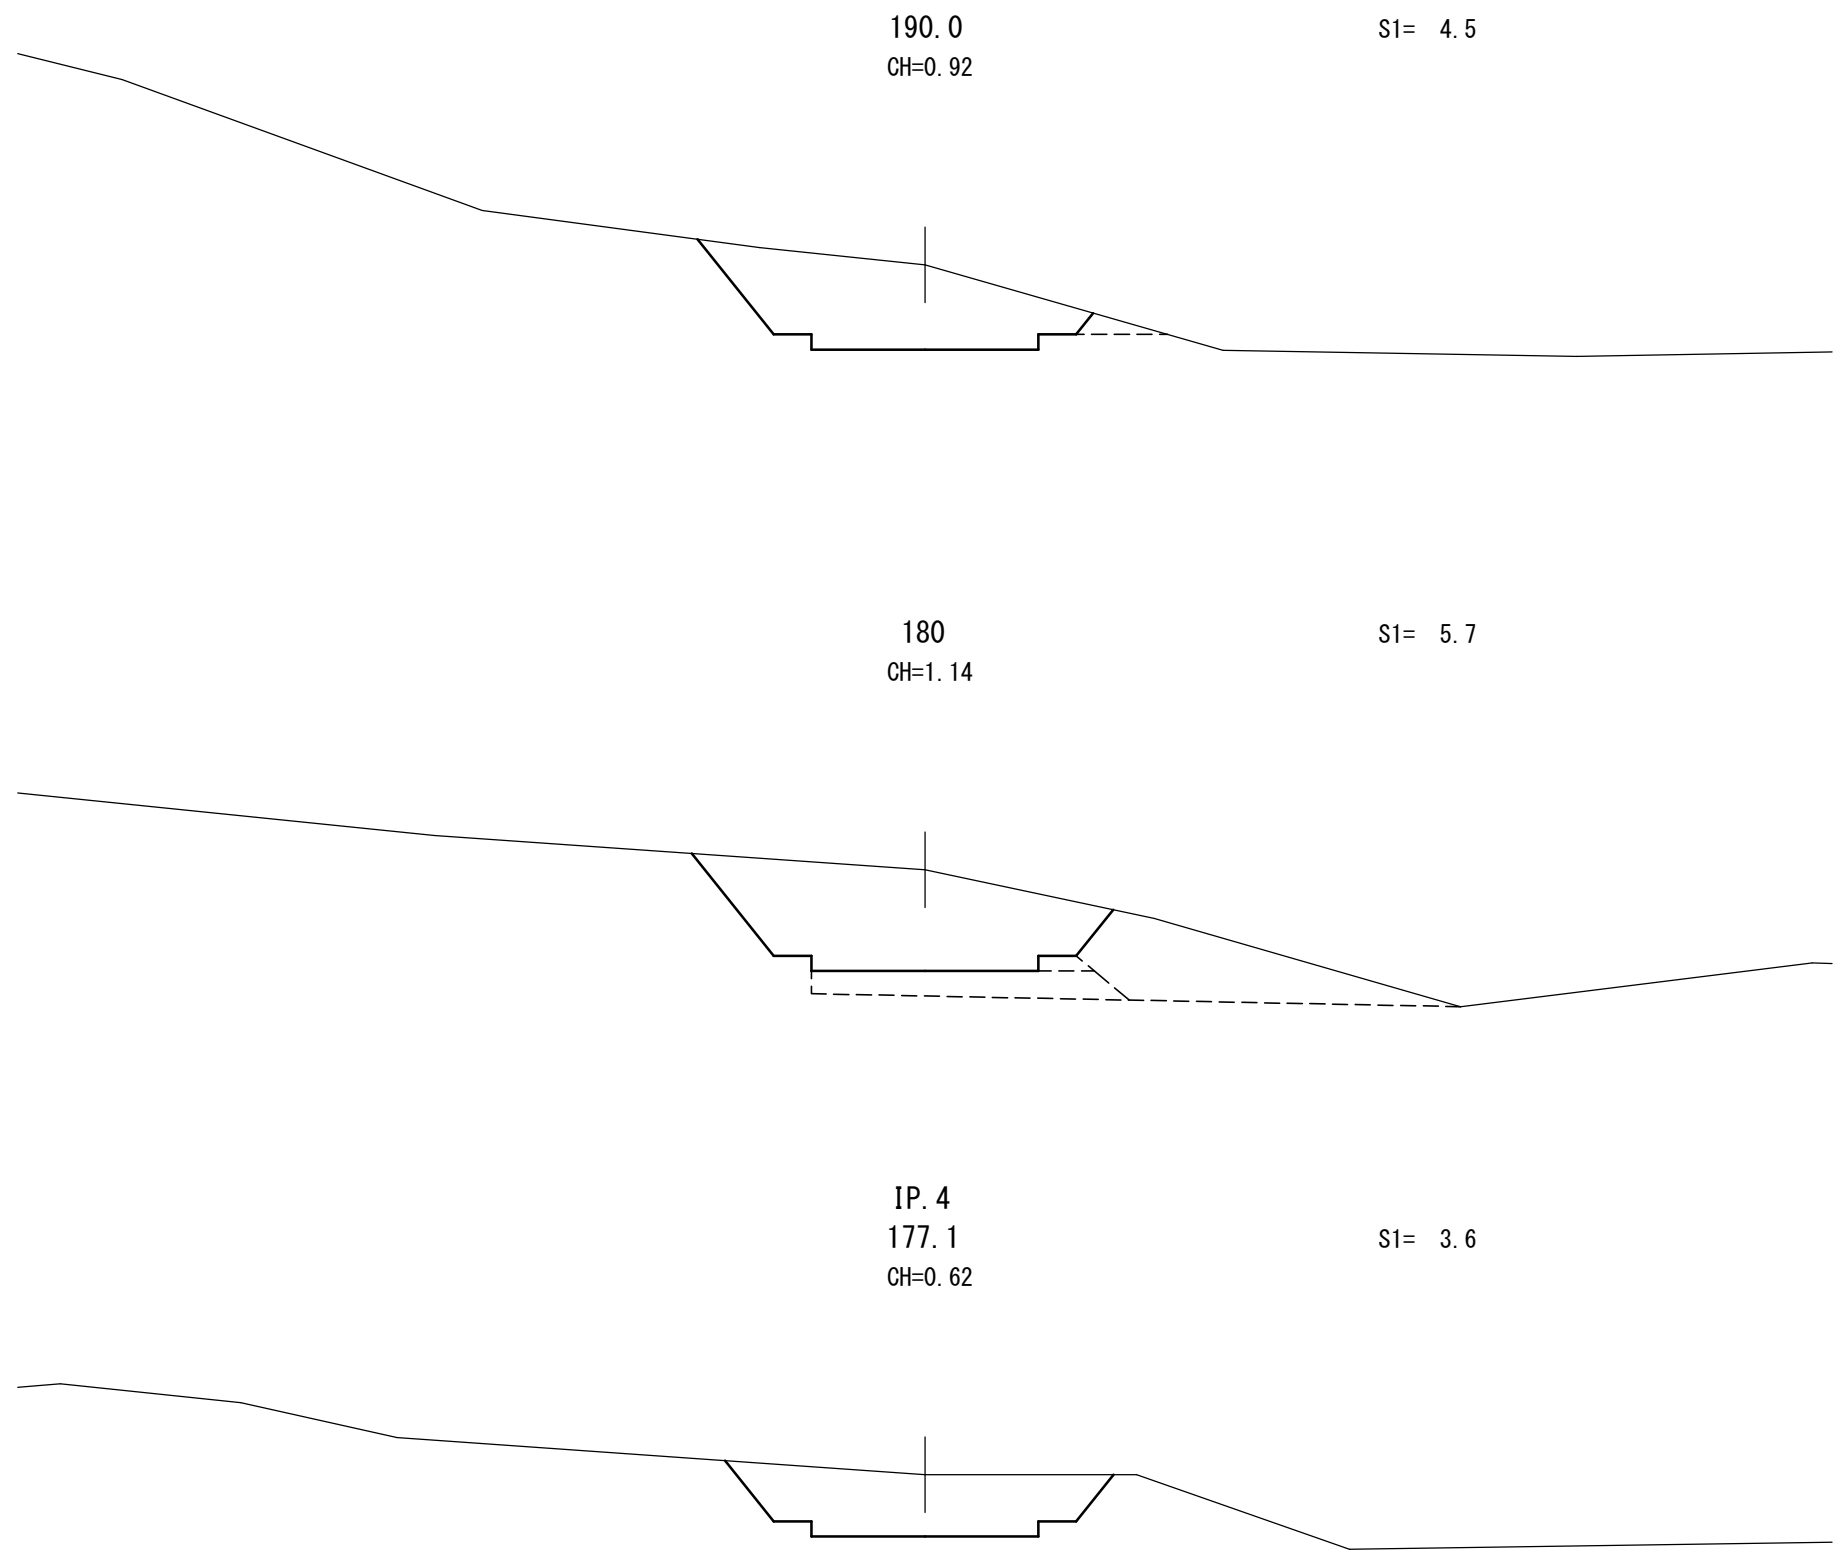 190.0 S1= 4.5
CH=0.92
180 S1= 5.7
CH=1.14
IP.4
177.1 S1= 3.6
CH=0.62